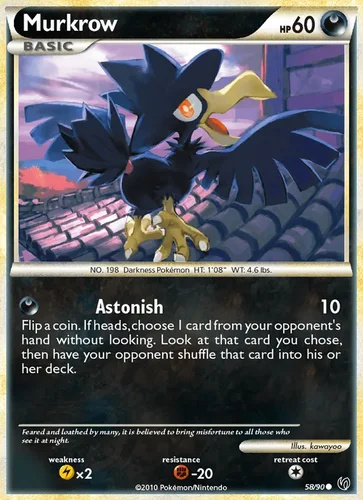 Murkrow
HP 60
BASIC
NO. 198 Darkness Pokémon HT: 1'08" WT: 4.6 lbs.
Astonish 10
Flip a coin. If heads, choose 1 card from your opponent's
hand without looking. Look at that card you chose,
then have your opponent shuffle that card into his or
her deck.
Feared and loathed by many, it is believed to bring misfortune to all those who
see it at night.
Illus. kawayoo
weakness resistance retreat cost
×2 -20
58/90
©2010 Pokémon/Nintendo